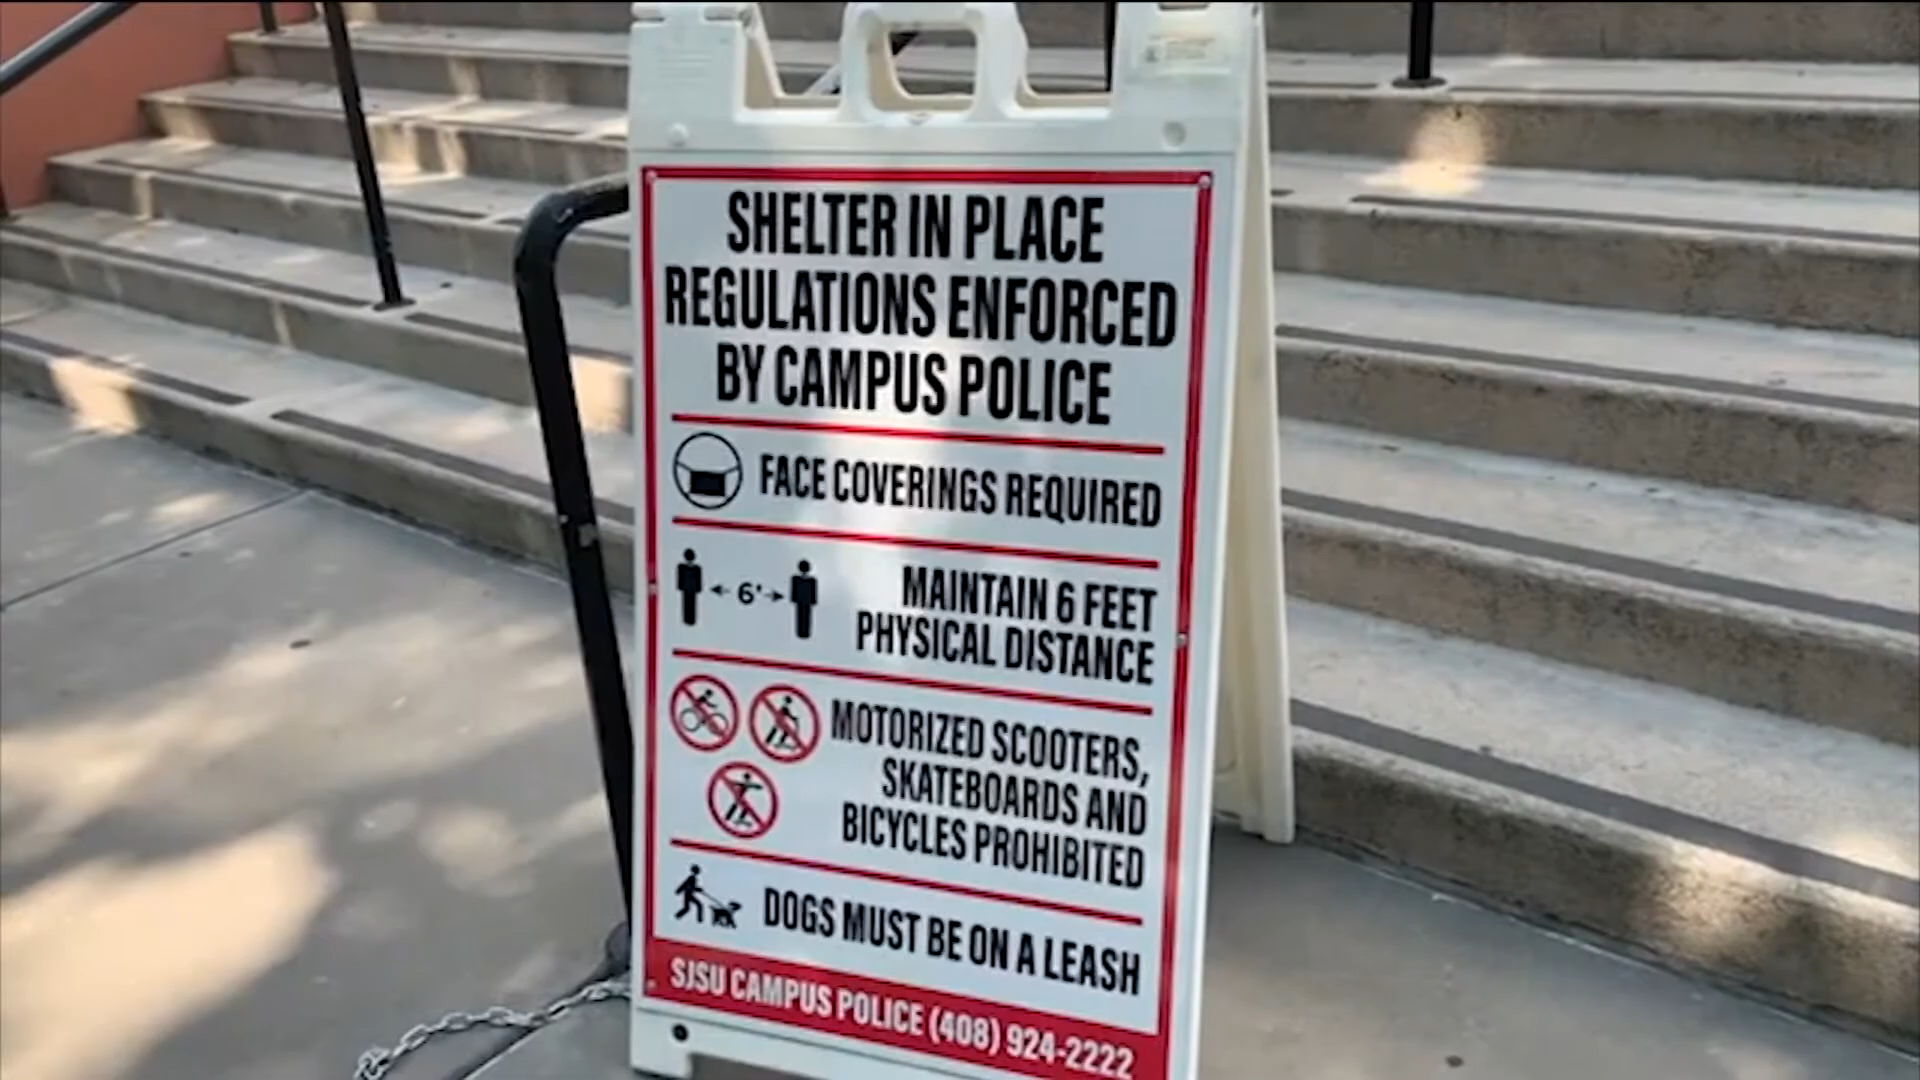 SHELTER IN PLACE
REGULATIONS ENFORCED
BY CAMPUS POLICE
FACE COVERINGS REQUIRED
6'
MAINTAIN 6 FEET
PHYSICAL DISTANCE
MOTORIZED SCOOTERS,
SKATEBOARDS AND
BICYCLES PROHIBITED
DOGS MUST BE ON A LEASH
SJSU CAMPUS POLICE (408) 924-2222